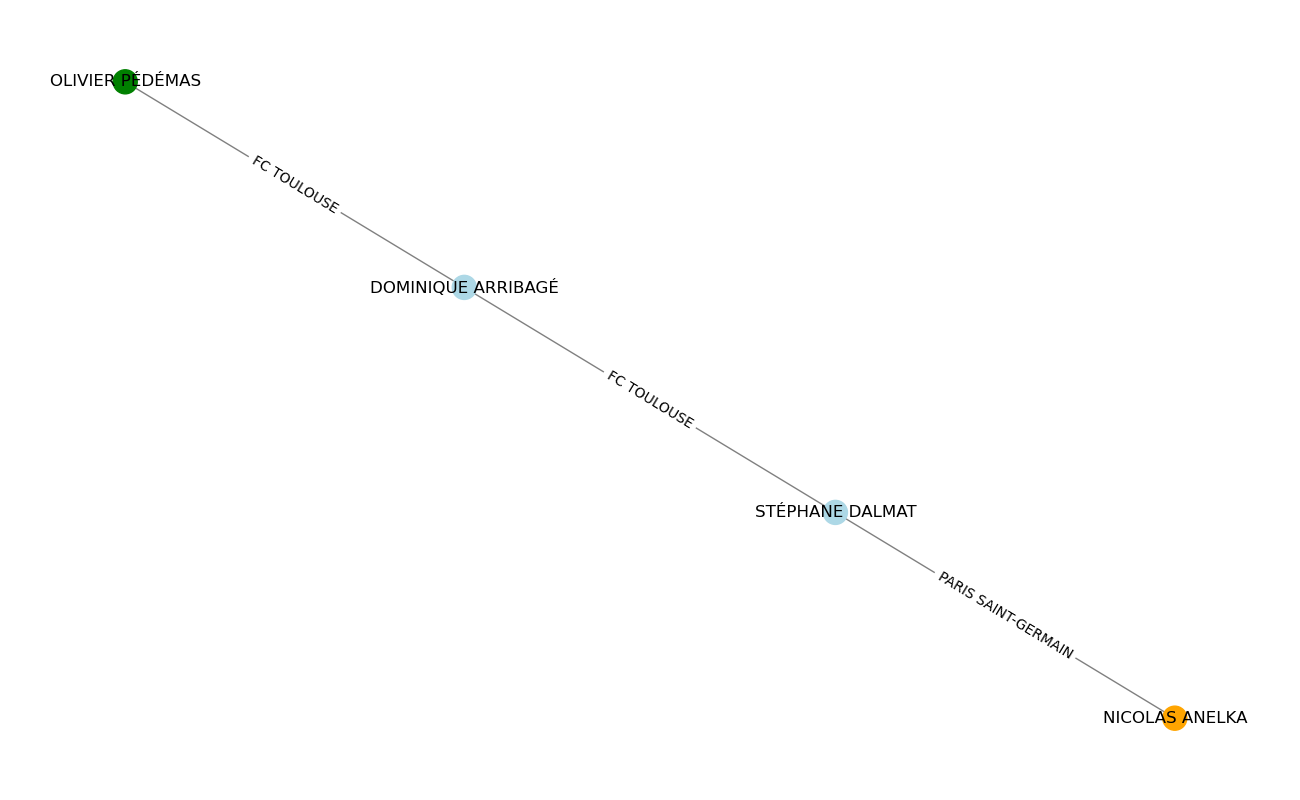 OLIVIER PÉDÉMAS
FC TOULOUSE
DOMINIQUE ARRIBAGÉ
FC TOULOUSE
STÉPHANE DALMAT
PARIS SAINT-GERMAIN
NICOLAS ANELKA